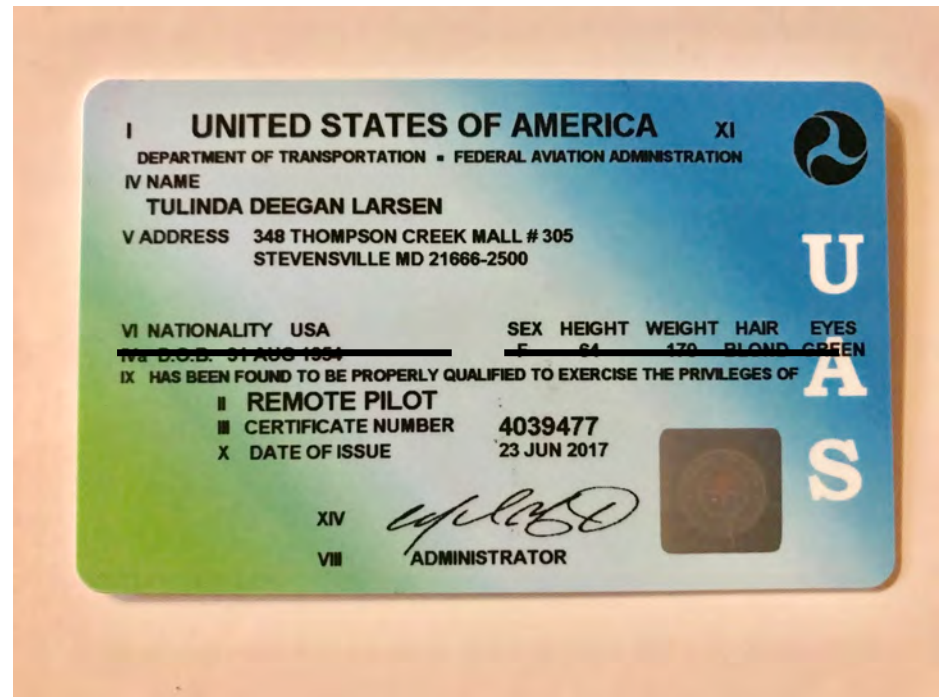 I UNITED STATES OF AMERICA XI
DEPARTMENT OF TRANSPORTATION ▪ FEDERAL AVIATION ADMINISTRATION
IV NAME
TULINDA DEEGAN LARSEN
V ADDRESS 348 THOMPSON CREEK MALL # 305
STEVENSVILLE MD 21666-2500
VI NATIONALITY USA SEX HEIGHT WEIGHT HAIR EYES
IX HAS BEEN FOUND TO BE PROPERLY QUALIFIED TO EXERCISE THE PRIVILEGES OF
II REMOTE PILOT
III CERTIFICATE NUMBER 4039477
X DATE OF ISSUE 23 JUN 2017
XIV
VIII ADMINISTRATOR
UAS